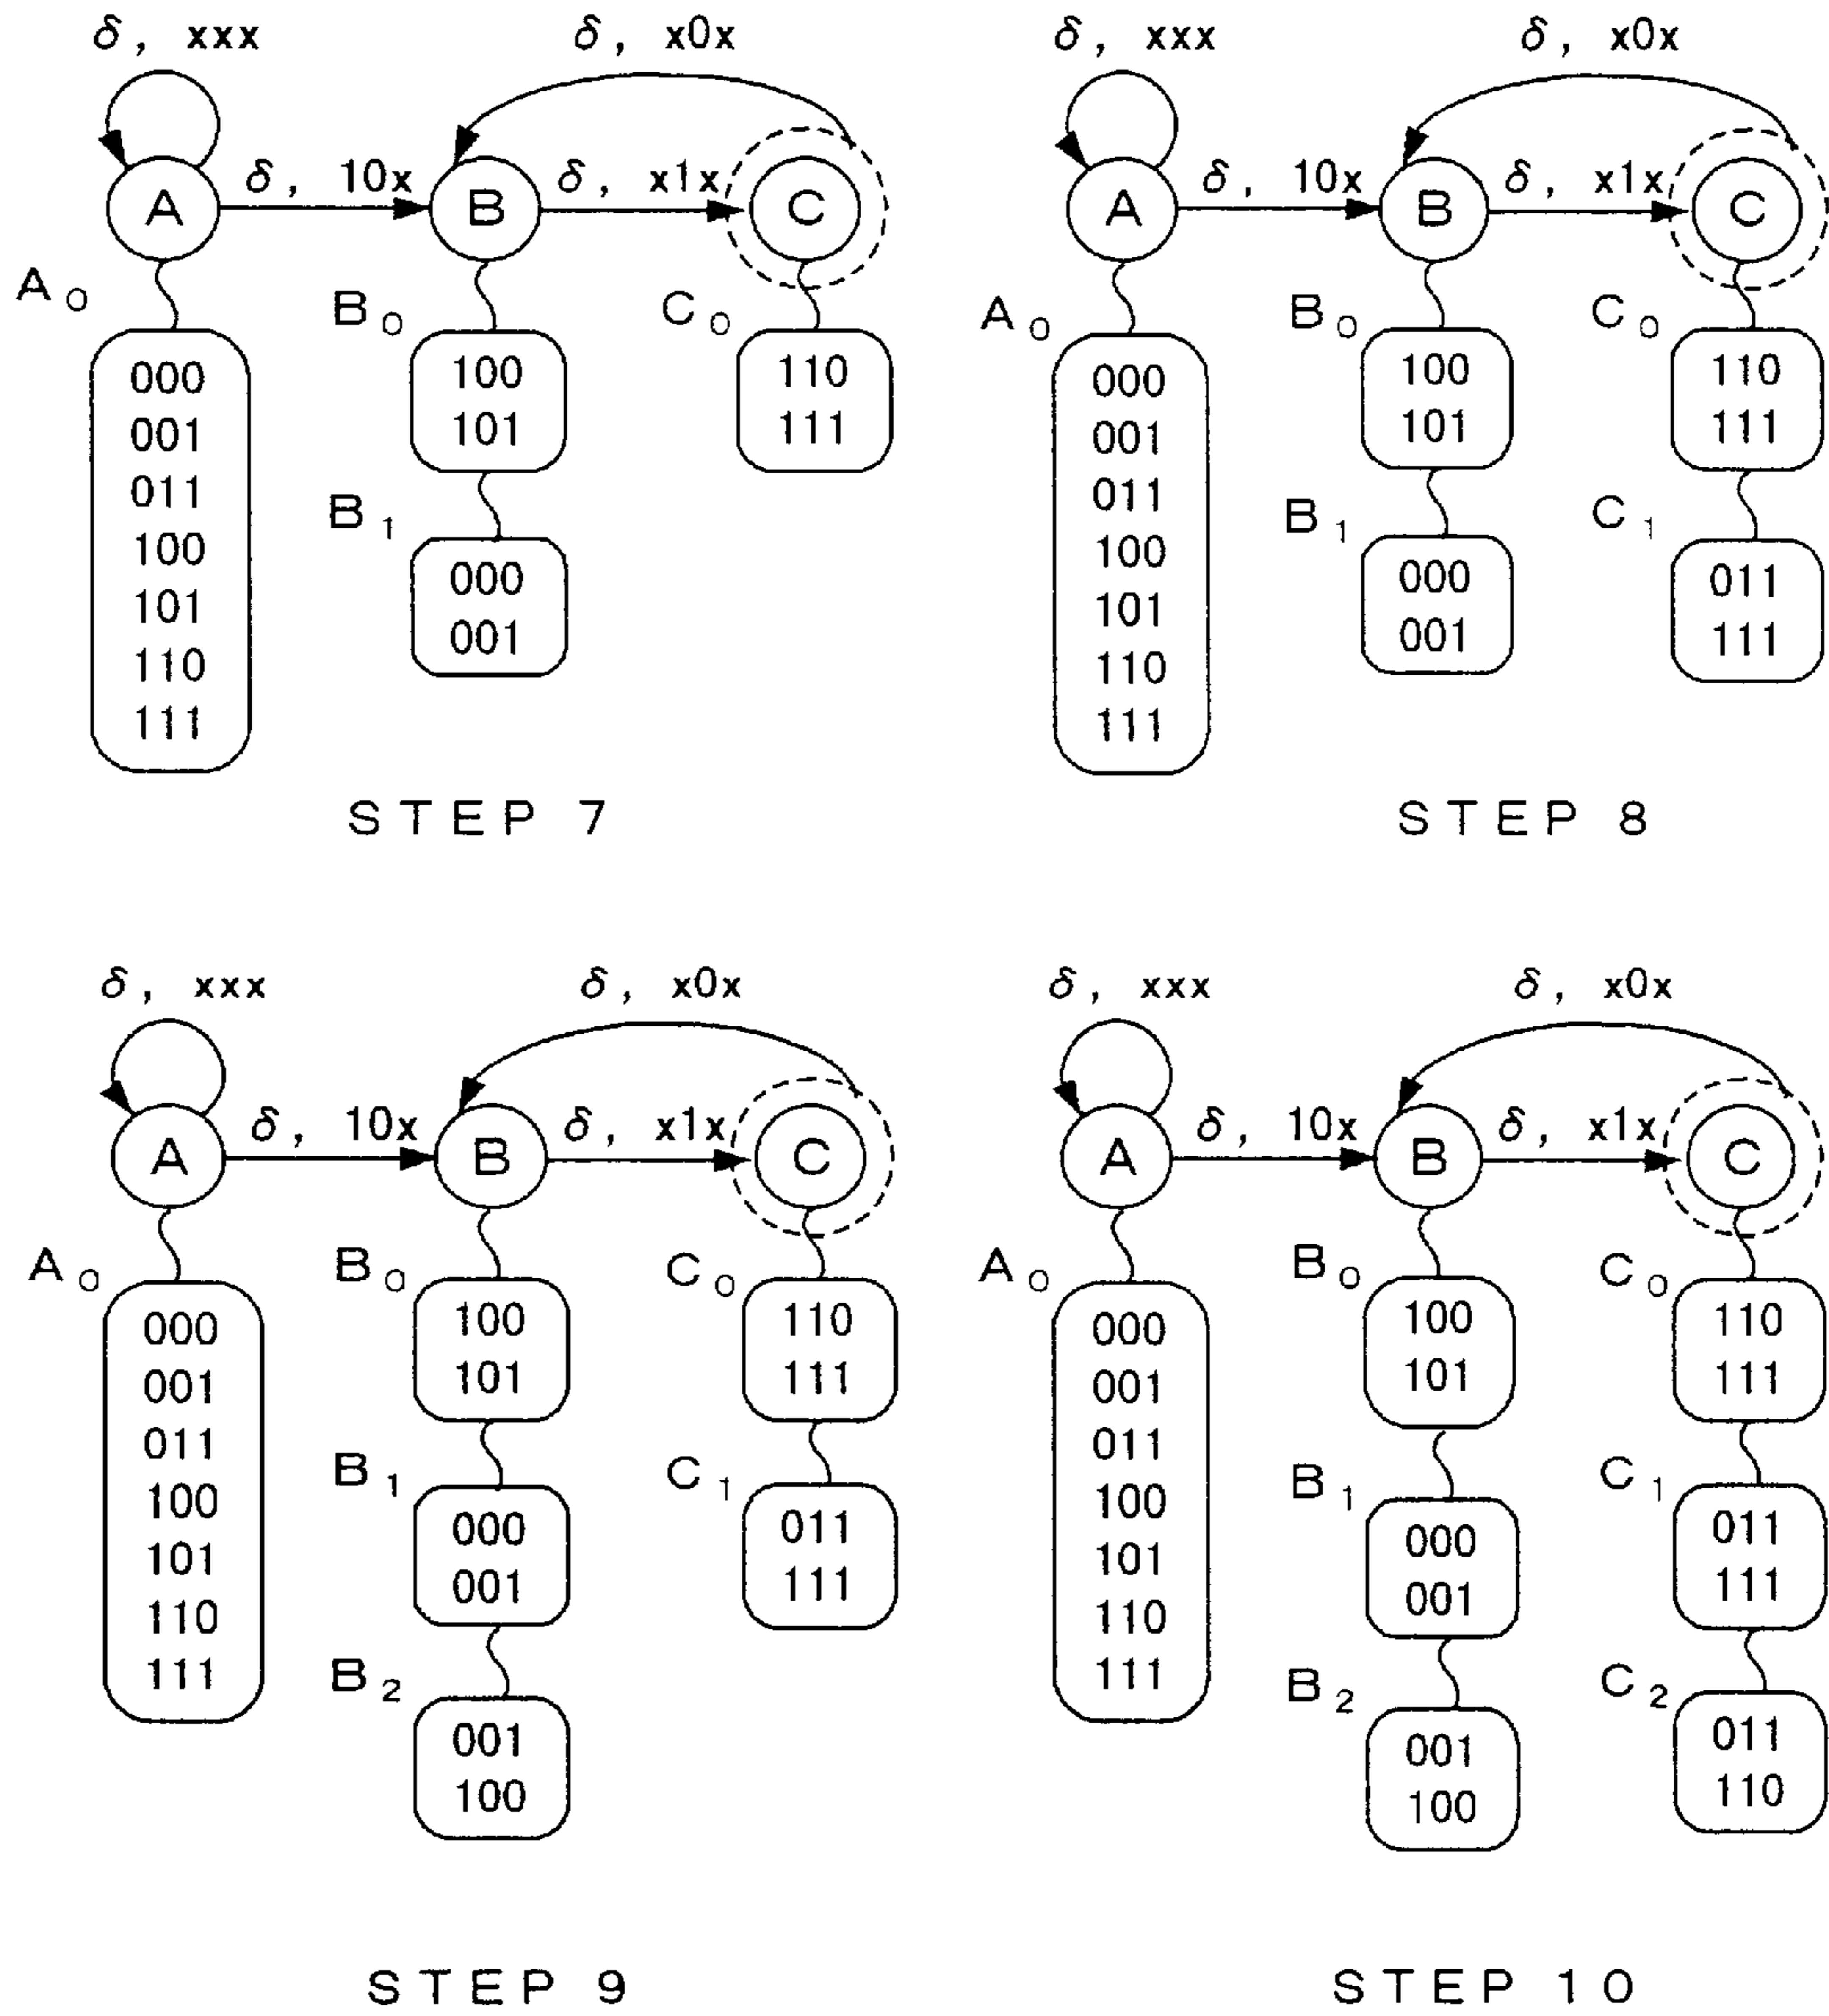 δ, xxx
δ, x0x
A
δ, 10x
B
δ, x1x
C
A0
000
001
011
100
101
110
111
B0
100
101
B1
000
001
C0
110
111
STEP 7
δ, xxx
δ, x0x
A
δ, 10x
B
δ, x1x
C
A0
000
001
011
100
101
110
111
B0
100
101
B1
000
001
C0
110
111
C1
011
111
STEP 8
δ, xxx
δ, x0x
A
δ, 10x
B
δ, x1x
C
A0
000
001
011
100
101
110
111
B0
100
101
B1
000
001
B2
001
100
C0
110
111
C1
011
111
STEP 9
δ, xxx
δ, x0x
A
δ, 10x
B
δ, x1x
C
A0
000
001
011
100
101
110
111
B0
100
101
B1
000
001
B2
001
100
C0
110
111
C1
011
111
C2
011
110
STEP 10